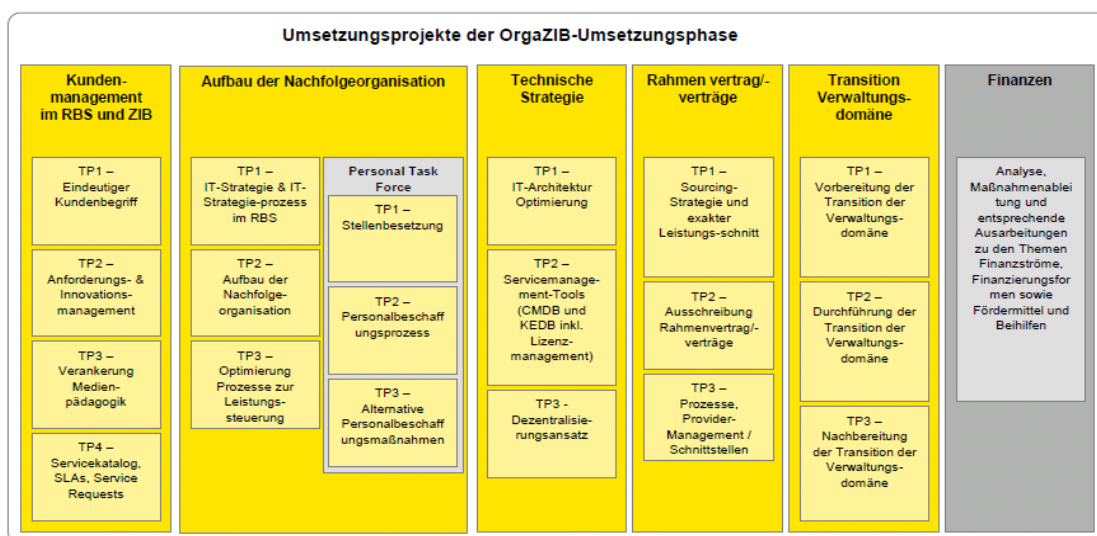 Umsetzungsprojekte der OrgaZIB-Umsetzungsphase
Kunden-
management
im RBS und ZIB
TP1 –
Eindeutiger
Kundenbegriff
TP2 –
Anforderungs- &
Innovations-
management
TP3 –
Verankerung
Medien-
pädagogik
TP4 –
Servicekatalog,
SLAs, Service
Requests
Aufbau der Nachfolgeorganisation
TP1 –
IT-Strategie & IT-
Strategie-prozess
im RBS
TP2 –
Aufbau der
Nachfolge-
organisation
TP3 –
Optimierung
Prozesse zur
Leistungs-
steuerung
Personal Task
Force
TP1 –
Stellenbesetzung
TP2 –
Personalbeschaff
ungsprozess
TP3 –
Alternative
Personalbeschaff
ungsmaßnahmen
Technische
Strategie
TP1 –
IT-Architektur
Optimierung
TP2 –
Servicemanage-
ment-Tools
(CMDB und
KEDB inkl.
Lizenz-
management)
TP3 -
Dezentralisie-
rungsansatz
Rahmen vertrag/-
verträge
TP1 –
Sourcing-
Strategie und
exakter
Leistungs-schnitt
TP2 –
Ausschreibung
Rahmenvertrag/-
verträge
TP3 –
Prozesse,
Provider-
Management /
Schnittstellen
Transition
Verwaltungs-
domäne
TP1 –
Vorbereitung der
Transition der
Verwaltungs-
domäne
TP2 –
Durchführung der
Transition der
Verwaltungs-
domäne
TP3 –
Nachbereitung
der Transition der
Verwaltungs-
domäne
Finanzen
Analyse,
Maßnahmenablei
tung und
entsprechende
Ausarbeitungen
zu den Themen
Finanzströme,
Finanzierungsfor
men sowie
Fördermittel und
Beihilfen